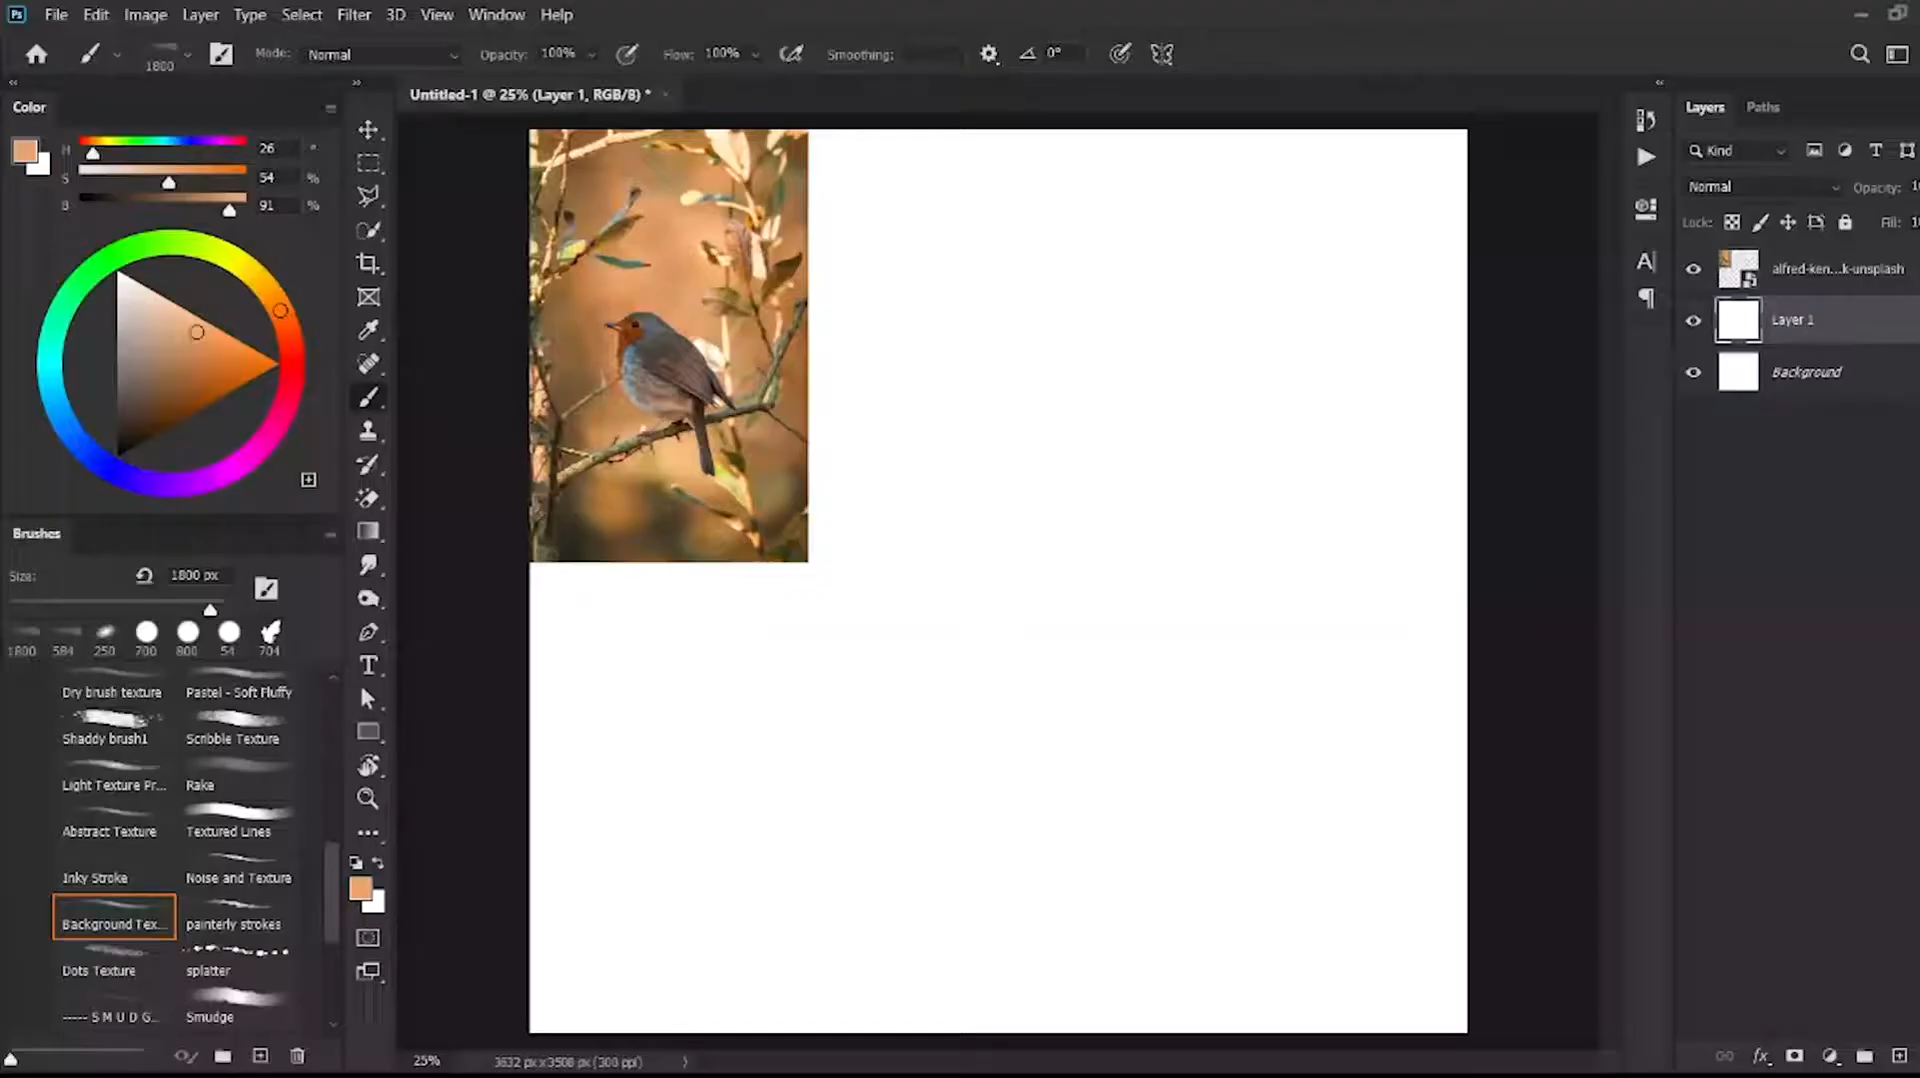 Ps File Edit Image Layer Type Select Filter 3D View Window Help
1800 Mode: Normal Opacity: 100% Flow: 100% Smoothing: 0°
Untitled-1 @ 25% (Layer 1, RGB/8) *
Color
H 26 °
S 54 %
B 91 %
Brushes
Size: 1800 px
1800 584 250 700 800 54 704
Dry brush texture Pastel - Soft Fluffy
Shaddy brush1 Scribble Texture
Light Texture Pr... Rake
Abstract Texture Textured Lines
Inky Stroke Noise and Texture
Background Tex... painterly strokes
Dots Texture splatter
----- S M U D G... Smudge
25% 3632 px x 3508 px (300 ppi)
Layers Paths
Kind
Normal Opacity:
Lock: Fill:
alfred-ken...k-unsplash
Layer 1
Background
fx